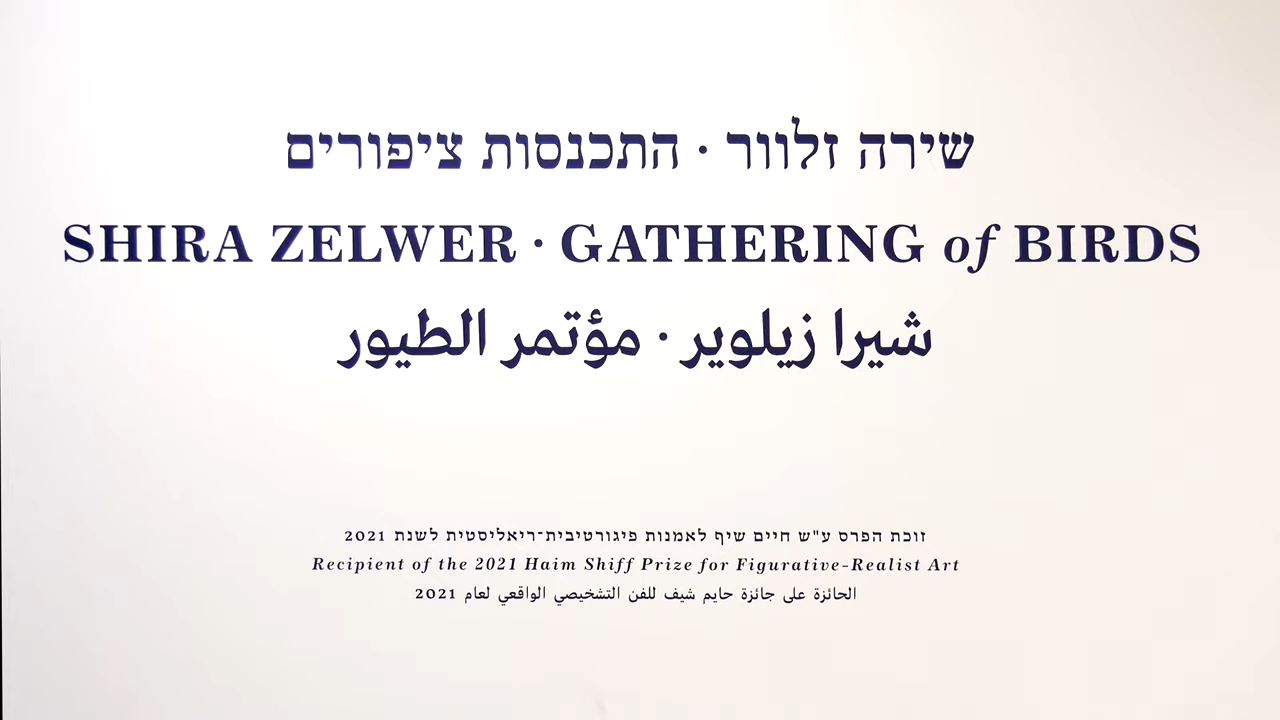 שירה זלוור · התכנסות ציפורים
SHIRA ZELWER · GATHERING of BIRDS
شيرا زيلوير · مؤتمر الطيور
זוכת הפרס ע"ש חיים שיף לאמנות פיגורטיבית־ריאליסטית לשנת 2021
Recipient of the 2021 Haim Shiff Prize for Figurative-Realist Art
الحائزة على جائزة حايم شيف للفن التشخيصي الواقعي لعام 2021